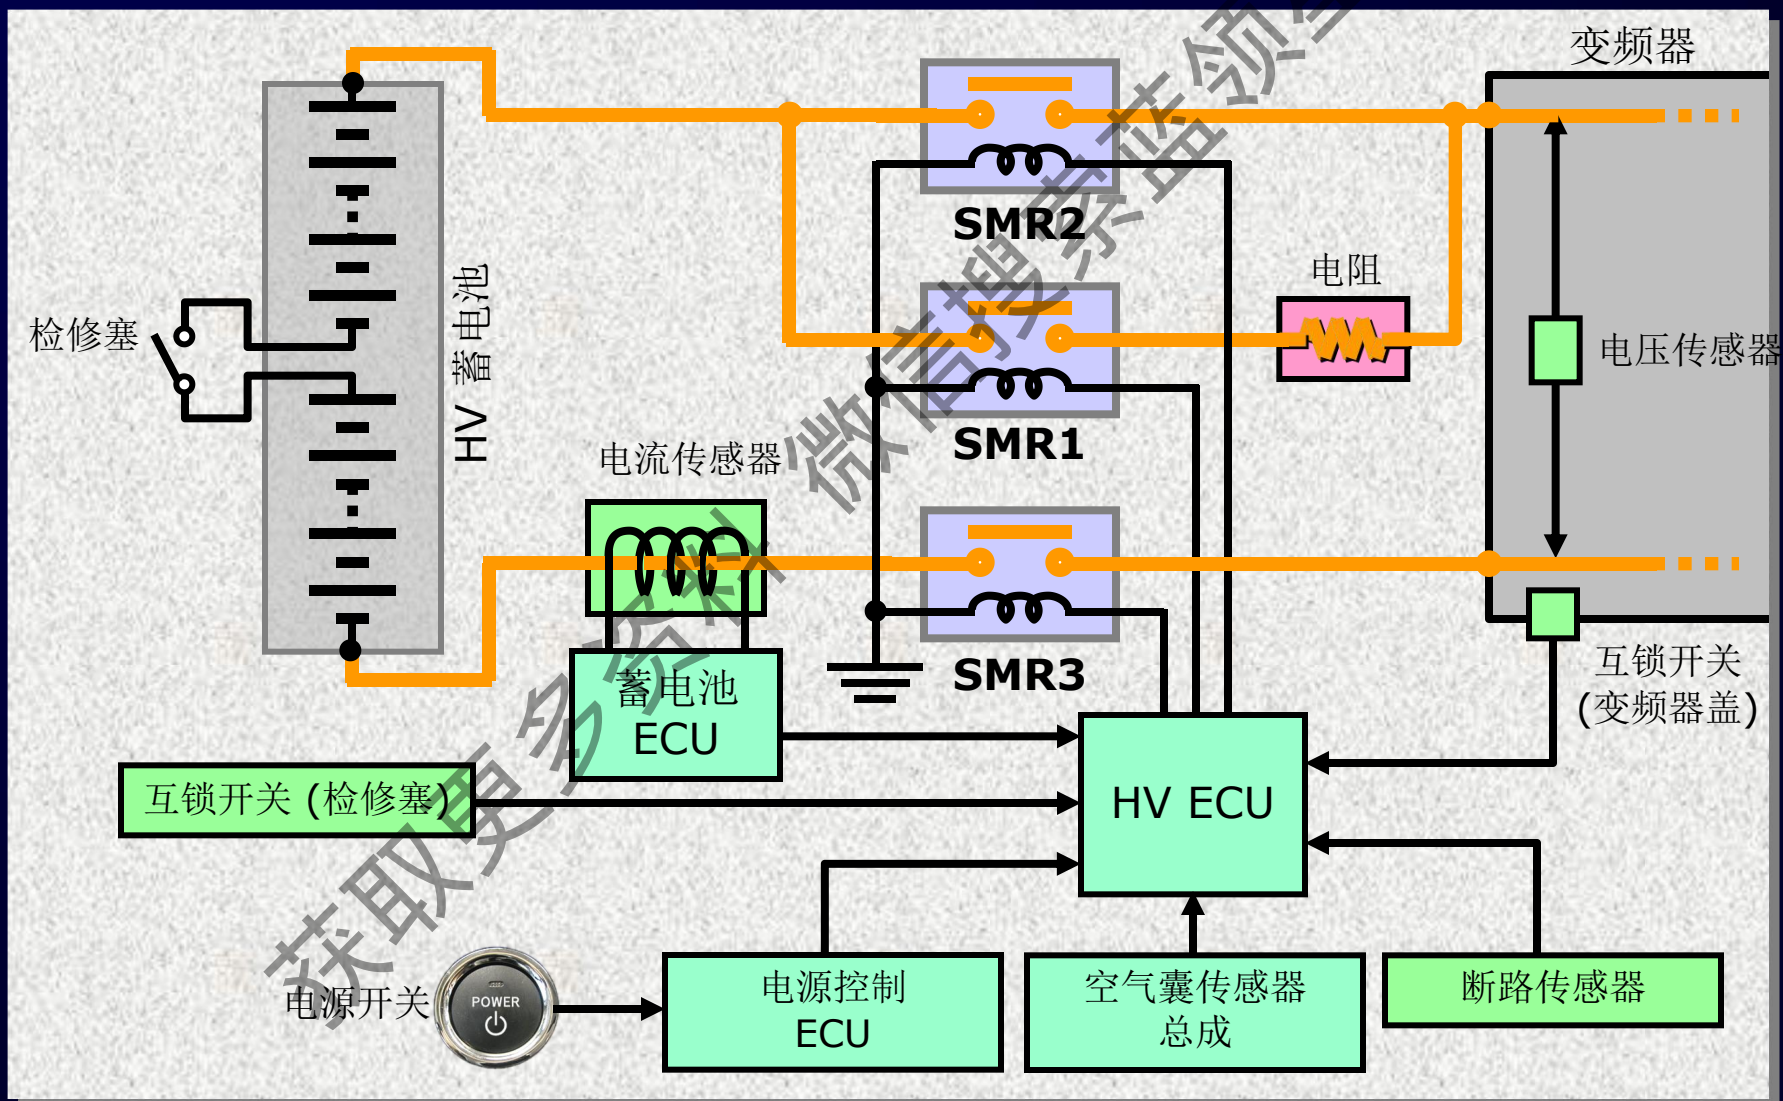 变频器
SMR2
电阻
检修塞
HV 蓄电池
电压传感器
SMR1
电流传感器
SMR3
蓄电池
ECU
互锁开关
(变频器盖)
互锁开关 (检修塞)
HV ECU
电源开关
POWER
电源控制
ECU
空气囊传感器
总成
断路传感器
获取更多资料 微信搜索蓝领